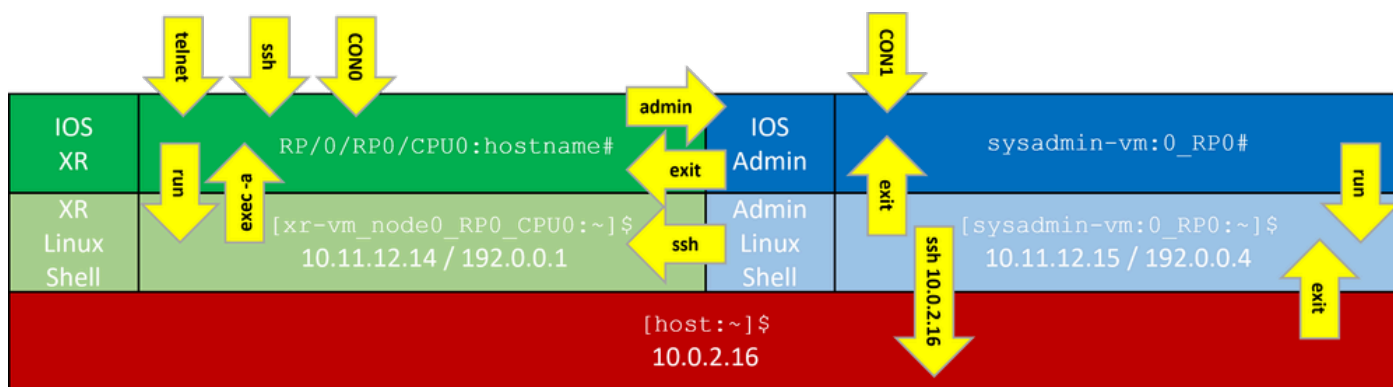 telnet
ssh
CON0
CON1
IOS
XR
RP/0/RP0/CPU0:hostname#
admin
exit
IOS
Admin
sysadmin-vm:0_RP0#
run
exec -a
exit
run
XR
Linux
Shell
[xr-vm_node0_RP0_CPU0:~]$
10.11.12.14 / 192.0.0.1
ssh
Admin
Linux
Shell
[sysadmin-vm:0_RP0:~]$
10.11.12.15 / 192.0.0.4
ssh 10.0.2.16
exit
[host:~]$
10.0.2.16